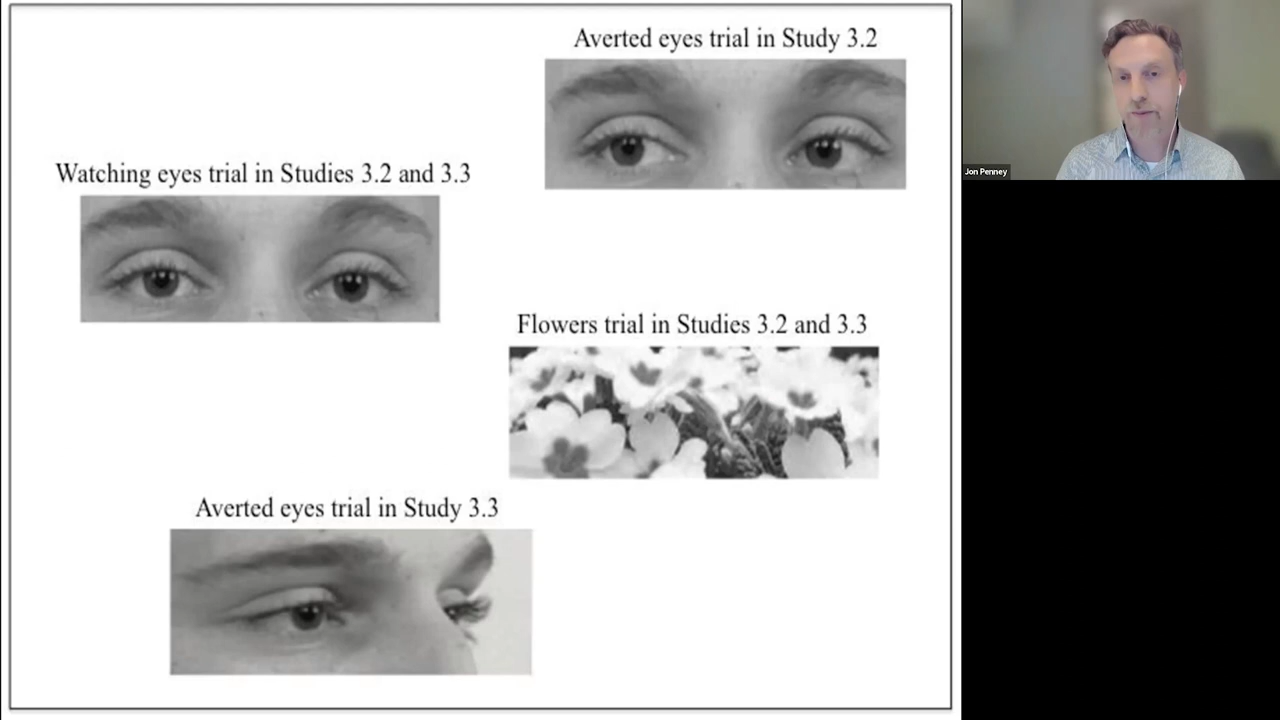 Averted eyes trial in Study 3.2
Watching eyes trial in Studies 3.2 and 3.3
Flowers trial in Studies 3.2 and 3.3
Averted eyes trial in Study 3.3
Jon Penney